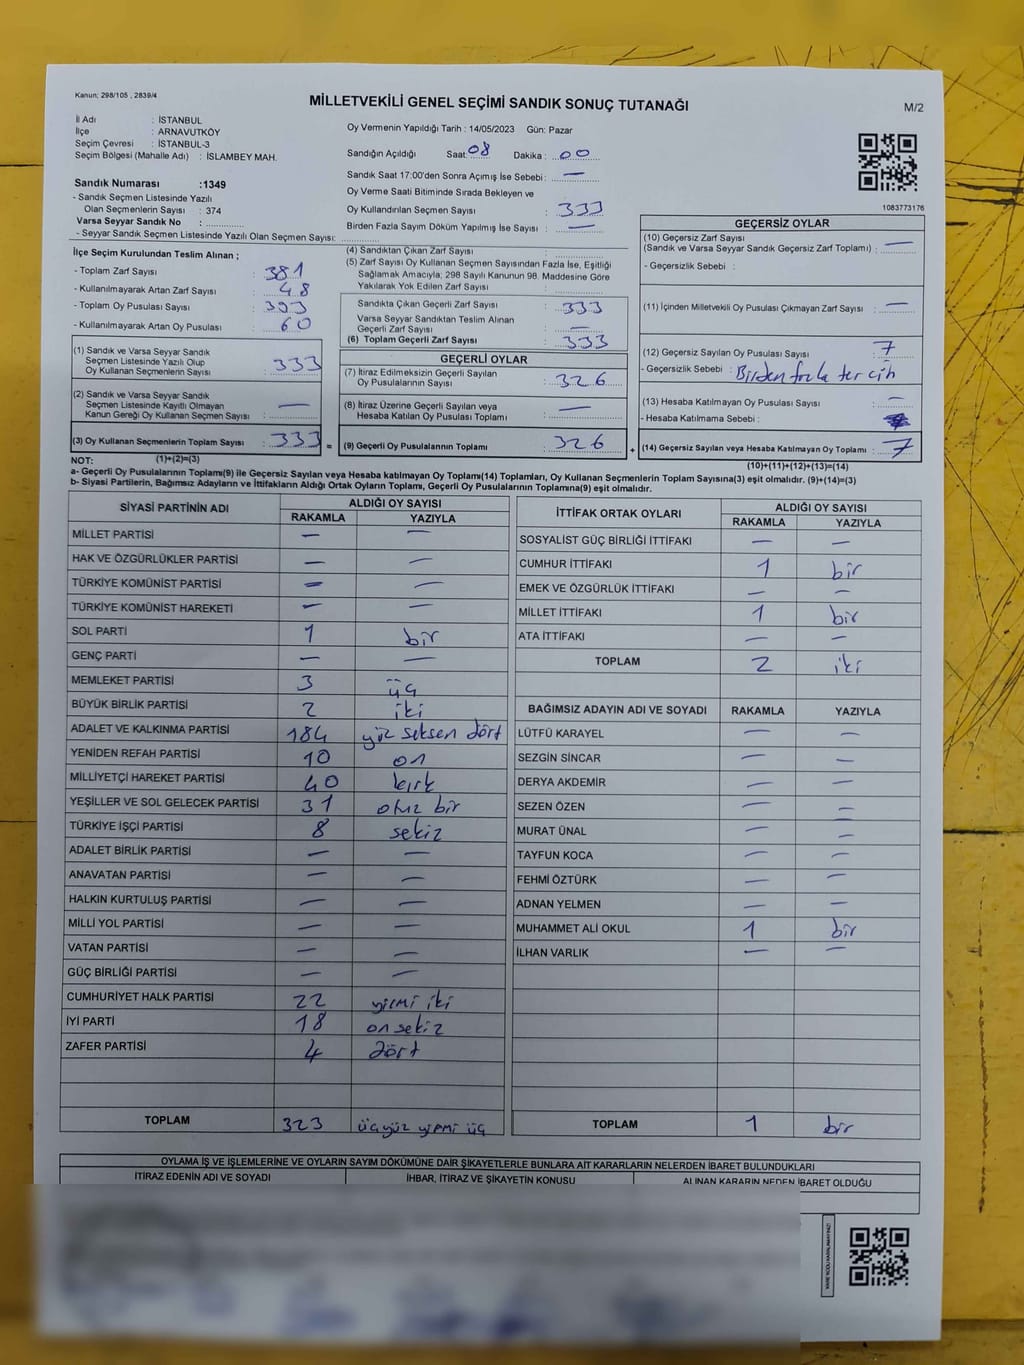 Kanun: 298/105 , 2839/4
MİLLETVEKİLİ GENEL SEÇİMİ SANDIK SONUÇ TUTANAĞI
M/2
İl Adı : İSTANBUL
İlçe : ARNAVUTKÖY
Seçim Çevresi : İSTANBUL-3
Seçim Bölgesi (Mahalle Adı) : İSLAMBEY MAH.
Sandık Numarası :1349
- Sandık Seçmen Listesinde Yazılı
Olan Seçmenlerin Sayısı : 374
Varsa Seyyar Sandık No :
- Seyyar Sandık Seçmen Listesinde Yazılı Olan Seçmen Sayısı:
Oy Vermenin Yapıldığı Tarih : 14/05/2023 Gün: Pazar
Sandığın Açıldığı Saat: 08 Dakika : 00
Sandık Saat 17:00'den Sonra Açımış İse Sebebi : —
Oy Verme Saati Bitiminde Sırada Bekleyen ve
Oy Kullandırılan Seçmen Sayısı : 333
Birden Fazla Sayım Döküm Yapılmış İse Sayısı : —
1083773176
İlçe Seçim Kurulundan Teslim Alınan ;
- Toplam Zarf Sayısı : 381
- Kullanılmayarak Artan Zarf Sayısı : 48
- Toplam Oy Pusulası Sayısı : 393
- Kullanılmayarak Artan Oy Pusulası : 60
(1) Sandık ve Varsa Seyyar Sandık
Seçmen Listesinde Yazılı Olup
Oy Kullanan Seçmenlerin Sayısı : 333
(2) Sandık ve Varsa Seyyar Sandık
Seçmen Listesinde Kayıtlı Olmayan
Kanun Gereği Oy Kullanan Seçmen Sayısı : —
(3) Oy Kullanan Seçmenlerin Toplam Sayısı : 333 =
(1)+(2)=(3)
(4) Sandıktan Çıkan Zarf Sayısı :
(5) Zarf Sayısı Oy Kullanan Seçmen Sayısından Fazla İse, Eşitliği
Sağlamak Amacıyla; 298 Sayılı Kanunun 98. Maddesine Göre
Yakılarak Yok Edilen Zarf Sayısı :
Sandıkta Çıkan Geçerli Zarf Sayısı : 333
Varsa Seyyar Sandıktan Teslim Alınan
Geçerli Zarf Sayısı : —
(6) Toplam Geçerli Zarf Sayısı : 333
GEÇERLİ OYLAR
(7) İtiraz Edilmeksizin Geçerli Sayılan
Oy Pusulalarının Sayısı : 326
(8) İtiraz Üzerine Geçerli Sayılan veya
Hesaba Katılan Oy Pusulası Toplamı : —
(9) Geçerli Oy Pusulalarının Toplamı : 326 +
GEÇERSİZ OYLAR
(10) Geçersiz Zarf Sayısı
(Sandık ve Varsa Seyyar Sandık Geçersiz Zarf Toplamı) : —
- Geçersizlik Sebebi :
(11) İçinden Milletvekili Oy Pusulası Çıkmayan Zarf Sayısı : —
(12) Geçersiz Sayılan Oy Pusulası Sayısı : 7
- Geçersizlik Sebebi : Birden fazla tercih
(13) Hesaba Katılmayan Oy Pusulası Sayısı : —
- Hesaba Katılmama Sebebi :
(14) Geçersiz Sayılan veya Hesaba Katılmayan Oy Toplamı : 7
(10)+(11)+(12)+(13)=(14)
NOT:
a- Geçerli Oy Pusulalarının Toplamı(9) ile Geçersiz Sayılan veya Hesaba katılmayan Oy Toplamı(14) Toplamları, Oy Kullanan Seçmenlerin Toplam Sayısına(3) eşit olmalıdır. (9)+(14)=(3)
b- Siyasi Partilerin, Bağımsız Adayların ve İttifakların Aldığı Ortak Oyların Toplamı, Geçerli Oy Pusulalarının Toplamına(9) eşit olmalıdır.
SİYASİ PARTİNİN ADI ALDIĞI OY SAYISI
RAKAMLA YAZIYLA
MİLLET PARTİSİ — —
HAK VE ÖZGÜRLÜKLER PARTİSİ — —
TÜRKİYE KOMÜNİST PARTİSİ — —
TÜRKİYE KOMÜNİST HAREKETİ — —
SOL PARTİ 1 bir
GENÇ PARTİ — —
MEMLEKET PARTİSİ 3 üç
BÜYÜK BİRLİK PARTİSİ 2 iki
ADALET VE KALKINMA PARTİSİ 184 yüz seksen dört
YENİDEN REFAH PARTİSİ 10 on
MİLLİYETÇİ HAREKET PARTİSİ 40 kırk
YEŞİLLER VE SOL GELECEK PARTİSİ 31 otuz bir
TÜRKİYE İŞÇİ PARTİSİ 8 sekiz
ADALET BİRLİK PARTİSİ — —
ANAVATAN PARTİSİ — —
HALKIN KURTULUŞ PARTİSİ — —
MİLLİ YOL PARTİSİ — —
VATAN PARTİSİ — —
GÜÇ BİRLİĞİ PARTİSİ — —
CUMHURİYET HALK PARTİSİ 22 yirmi iki
İYİ PARTİ 18 on sekiz
ZAFER PARTİSİ 4 dört
TOPLAM 323 üçyüz yirmi üç
İTTİFAK ORTAK OYLARI ALDIĞI OY SAYISI
RAKAMLA YAZIYLA
SOSYALİST GÜÇ BİRLİĞİ İTTİFAKI — —
CUMHUR İTTİFAKI 1 bir
EMEK VE ÖZGÜRLÜK İTTİFAKI — —
MİLLET İTTİFAKI 1 bir
ATA İTTİFAKI — —
TOPLAM 2 iki
BAĞIMSIZ ADAYIN ADI VE SOYADI RAKAMLA YAZIYLA
LÜTFÜ KARAYEL — —
SEZGİN SİNCAR — —
DERYA AKDEMİR — —
SEZEN ÖZEN — —
MURAT ÜNAL — —
TAYFUN KOCA — —
FEHMİ ÖZTÜRK — —
ADNAN YELMEN — —
MUHAMMET ALİ OKUL 1 bir
İLHAN VARLIK — —
TOPLAM 1 bir
OYLAMA İŞ VE İŞLEMLERİNE VE OYLARIN SAYIM DÖKÜMÜNE DAİR ŞİKAYETLERLE BUNLARA AİT KARARLARIN NELERDEN İBARET BULUNDUKLARI
İTİRAZ EDENİN ADI VE SOYADI İHBAR, İTİRAZ VE ŞİKAYETİN KONUSU ALINAN KARARIN NEDEN İBARET OLDUĞU